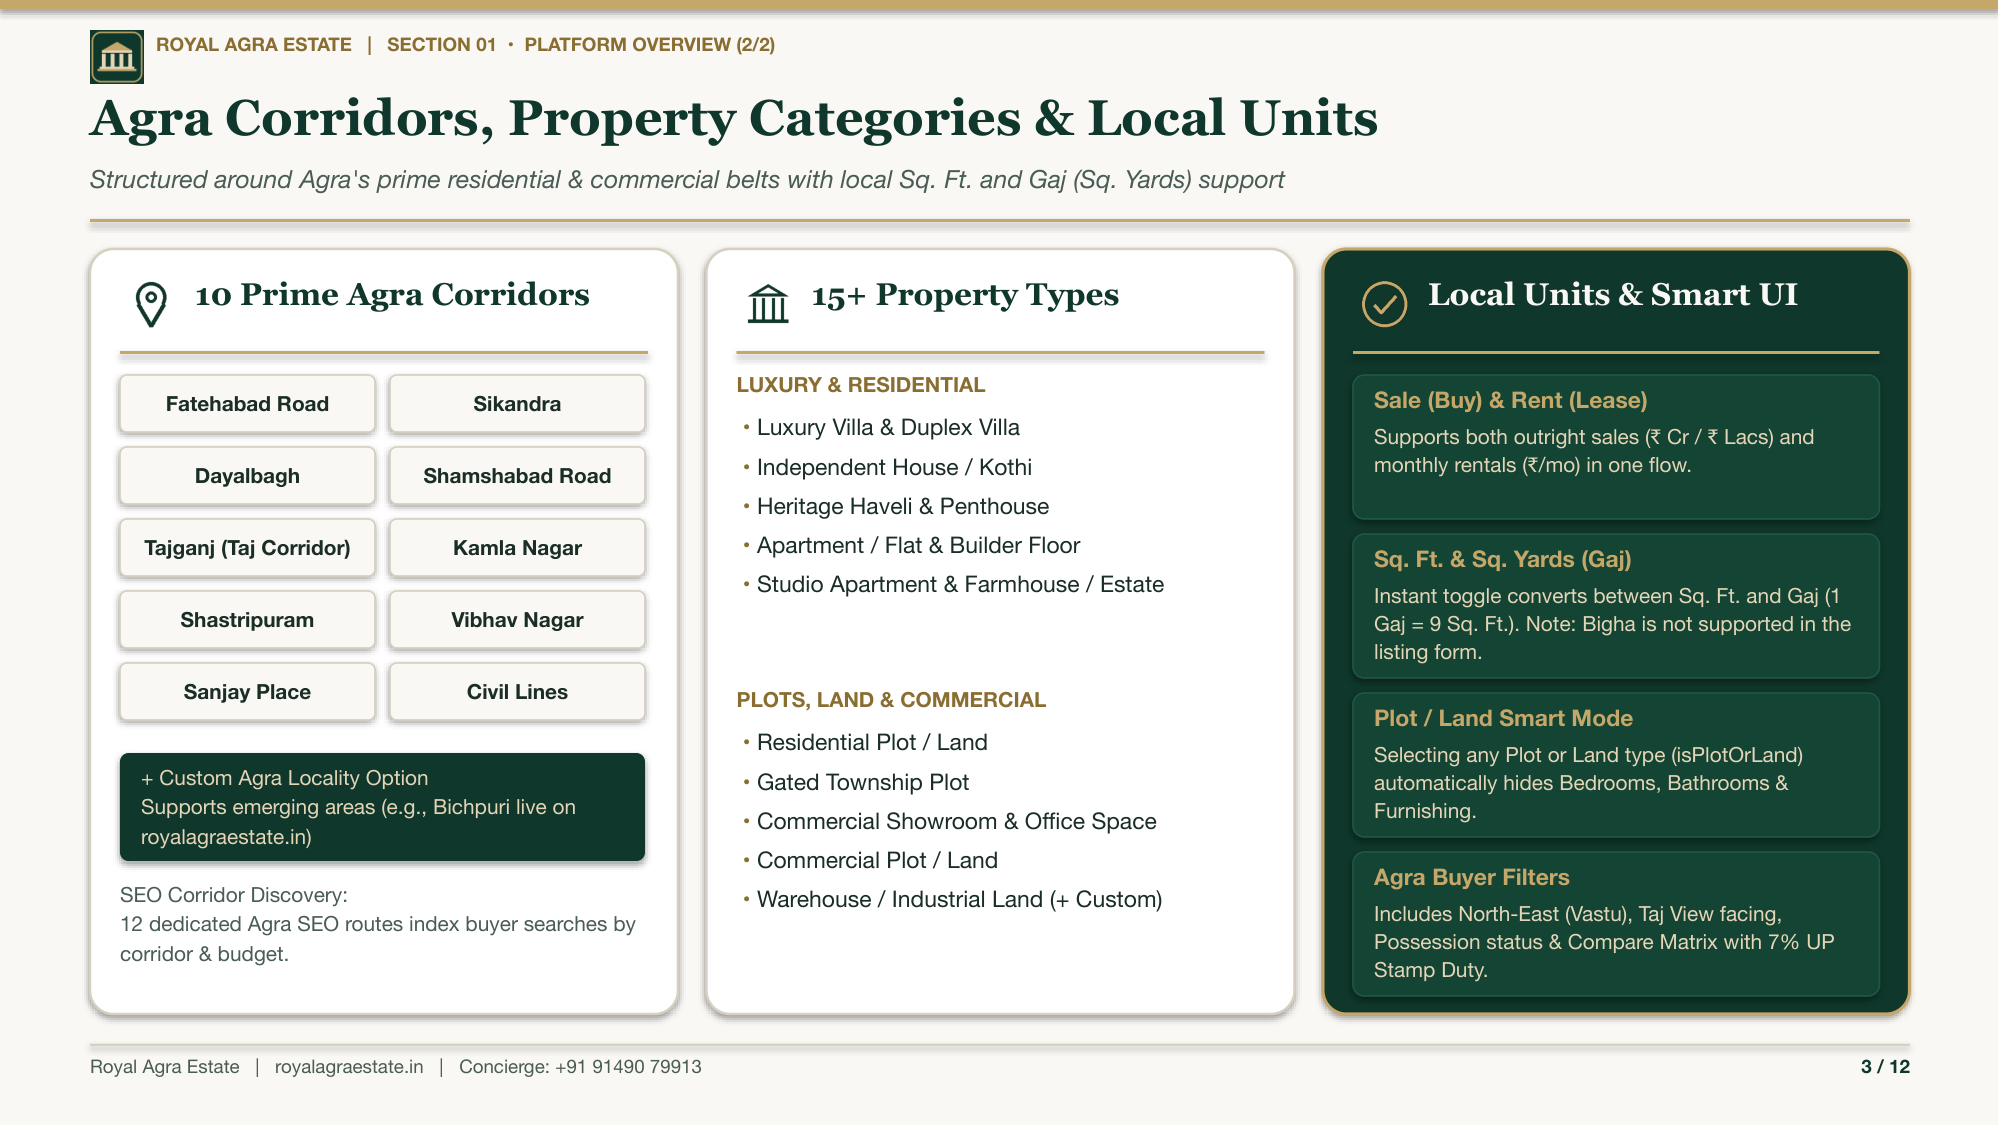 ROYAL AGRA ESTATE | SECTION 01 • PLATFORM OVERVIEW (2/2)
Agra Corridors, Property Categories & Local Units
Structured around Agra's prime residential & commercial belts with local Sq. Ft. and Gaj (Sq. Yards) support
10 Prime Agra Corridors
Fatehabad Road
Sikandra
Dayalbagh
Shamshabad Road
Tajganj (Taj Corridor)
Kamla Nagar
Shastripuram
Vibhav Nagar
Sanjay Place
Civil Lines
+ Custom Agra Locality Option
Supports emerging areas (e.g., Bichpuri live on
royalagraestate.in)
SEO Corridor Discovery:
12 dedicated Agra SEO routes index buyer searches by
corridor & budget.
15+ Property Types
LUXURY & RESIDENTIAL
• Luxury Villa & Duplex Villa
• Independent House / Kothi
• Heritage Haveli & Penthouse
• Apartment / Flat & Builder Floor
• Studio Apartment & Farmhouse / Estate
PLOTS, LAND & COMMERCIAL
• Residential Plot / Land
• Gated Township Plot
• Commercial Showroom & Office Space
• Commercial Plot / Land
• Warehouse / Industrial Land (+ Custom)
Local Units & Smart UI
Sale (Buy) & Rent (Lease)
Supports both outright sales (₹ Cr / ₹ Lacs) and
monthly rentals (₹/mo) in one flow.
Sq. Ft. & Sq. Yards (Gaj)
Instant toggle converts between Sq. Ft. and Gaj (1
Gaj = 9 Sq. Ft.). Note: Bigha is not supported in the
listing form.
Plot / Land Smart Mode
Selecting any Plot or Land type (isPlotOrLand)
automatically hides Bedrooms, Bathrooms &
Furnishing.
Agra Buyer Filters
Includes North-East (Vastu), Taj View facing,
Possession status & Compare Matrix with 7% UP
Stamp Duty.
Royal Agra Estate | royalagraestate.in | Concierge: +91 91490 79913
3 / 12